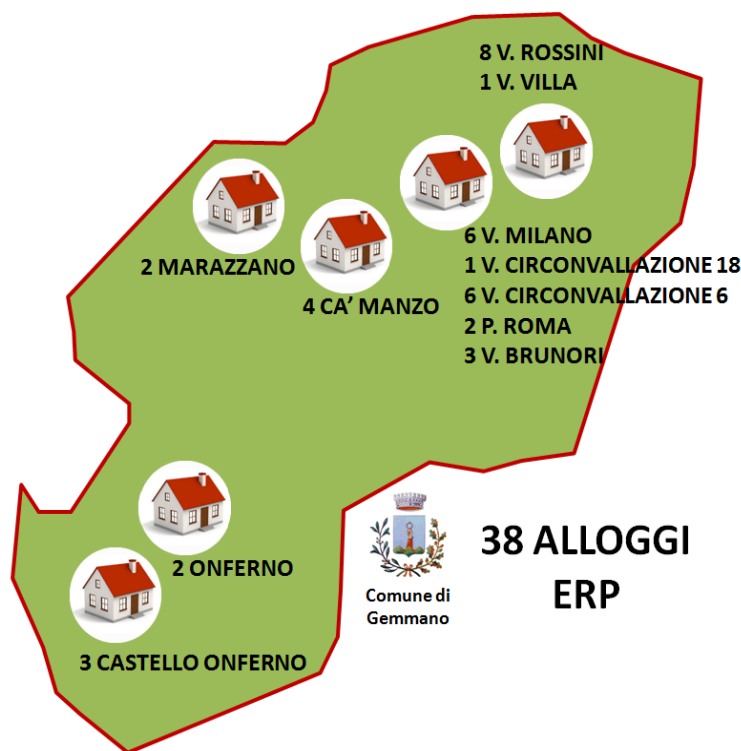 8 V. ROSSINI
1 V. VILLA
2 MARAZZANO
4 CA' MANZO
6 V. MILANO
1 V. CIRCONVALLAZIONE 18
6 V. CIRCONVALLAZIONE 6
2 P. ROMA
3 V. BRUNORI
2 ONFERNO
3 CASTELLO ONFERNO
Comune di
Gemmano
38 ALLOGGI
ERP